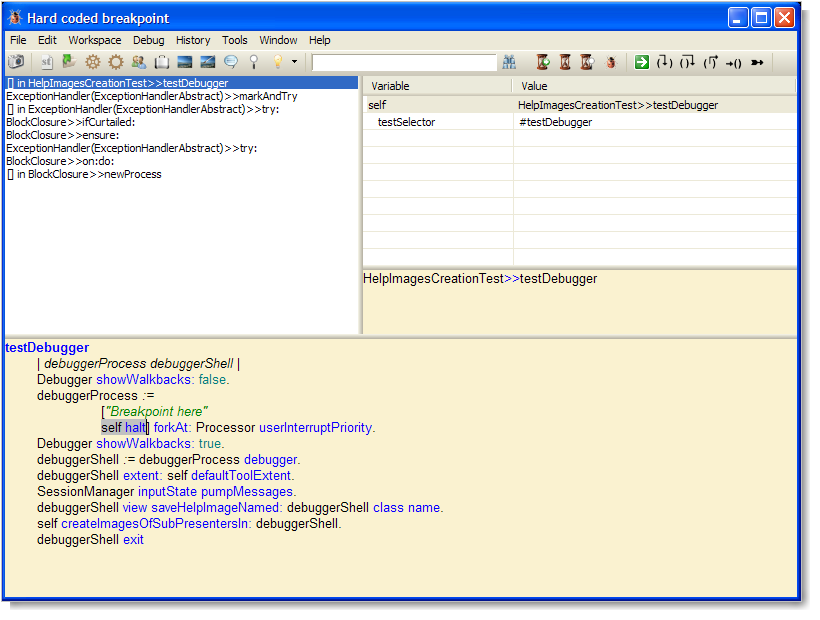 Hard coded breakpoint
File Edit Workspace Debug History Tools Window Help
[] in HelpImagesCreationTest>>testDebugger
ExceptionHandler(ExceptionHandlerAbstract)>>markAndTry
[] in ExceptionHandler(ExceptionHandlerAbstract)>>try:
BlockClosure>>ifCurtailed:
BlockClosure>>ensure:
ExceptionHandler(ExceptionHandlerAbstract)>>try:
BlockClosure>>on:do:
[] in BlockClosure>>newProcess
Variable Value
self HelpImagesCreationTest>>testDebugger
testSelector #testDebugger
HelpImagesCreationTest>>testDebugger
testDebugger
| debuggerProcess debuggerShell |
Debugger showWalkbacks: false.
debuggerProcess :=
["Breakpoint here"
self halt] forkAt: Processor userInterruptPriority.
Debugger showWalkbacks: true.
debuggerShell := debuggerProcess debugger.
debuggerShell extent: self defaultToolExtent.
SessionManager inputState pumpMessages.
debuggerShell view saveHelpImageNamed: debuggerShell class name.
self createImagesOfSubPresentersIn: debuggerShell.
debuggerShell exit